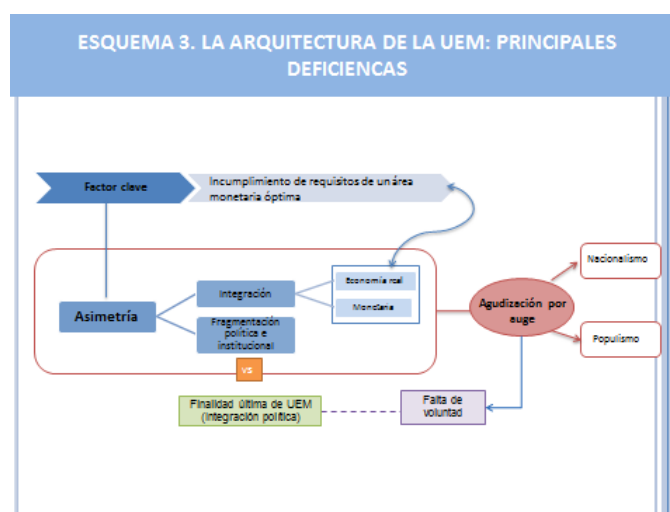 ESQUEMA 3. LA ARQUITECTURA DE LA UEM: PRINCIPALES
DEFICIENCAS
Factor clave
Incumplimiento de requisitos de un área
monetaria óptima
Asimetría
Integración
Fragmentación
política e
institucional
Economía real
Monetaria
vs
Agudización por
auge
Nacionalismo
Populismo
Finalidad última de UEM
(integración política)
Falta de
voluntad